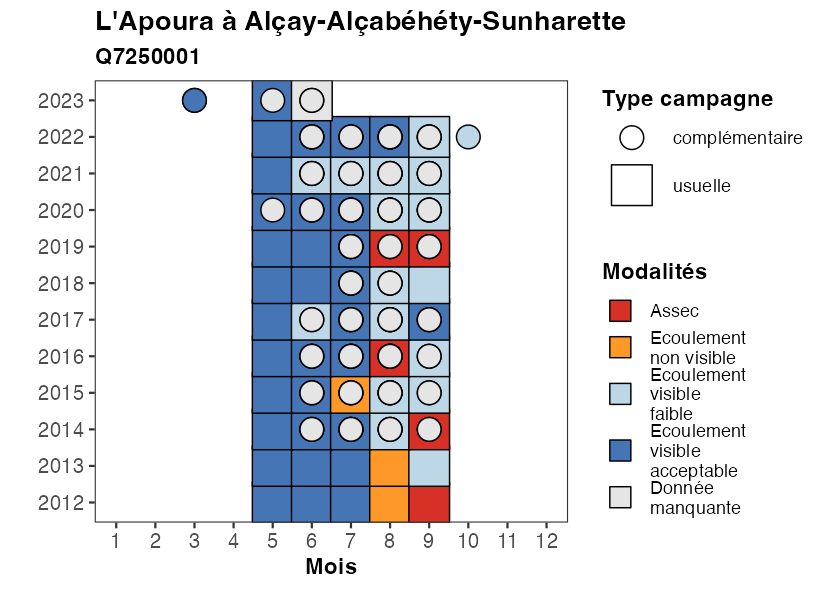 L'Apoura à Alçay-Alçabéhéty-Sunharette
Q7250001
2023
2022
2021
2020
2019
2018
2017
2016
2015
2014
2013
2012
1 2 3 4 5 6 7 8 9 10 11 12
Mois
Type campagne
complémentaire
usuelle
Modalités
Assec
Ecoulement
non visible
Ecoulement
visible
faible
Ecoulement
visible
acceptable
Donnée
manquante